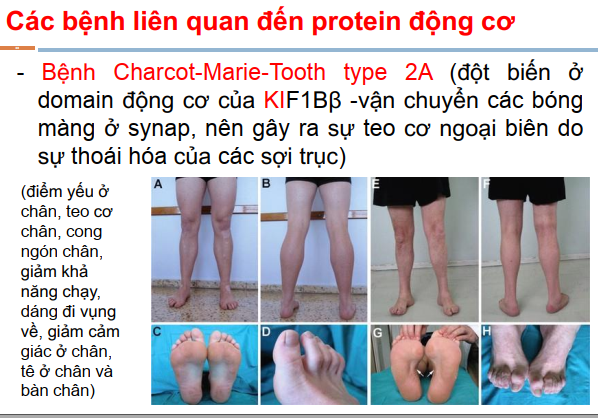 Các bệnh liên quan đến protein động cơ
- Bệnh Charcot-Marie-Tooth type 2A (đột biến ở
domain động cơ của KIF1Bβ -vận chuyển các bóng
màng ở synap, nên gây ra sự teo cơ ngoại biên do
sự thoái hóa của các sợi trục)
(điểm yếu ở
chân, teo cơ
chân, cong
ngón chân,
giảm khả
năng chạy,
dáng đi vụng
về, giảm cảm
giác ở chân,
tê ở chân và
bàn chân)
A
B
E
F
C
D
G
H